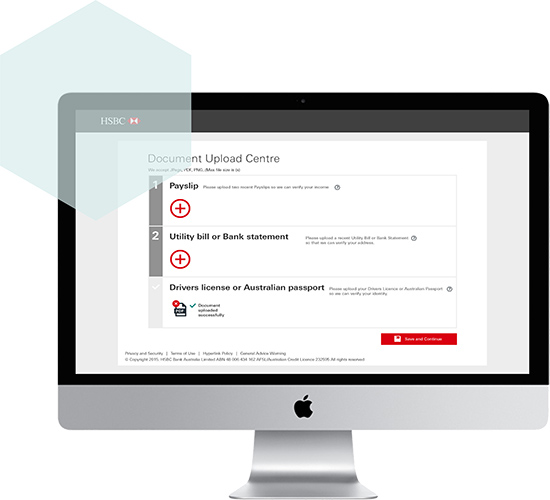 HSBC
Document Upload Centre
We accept JPegs, PDF, PNG, (Max file size is
1
Payslip Please upload two recent Payslips so we can verify your income ?
2
Utility bill or Bank statement Please upload a recent Utility Bill or Bank Statement ?
so that we can verify your address.
Drivers license or Australian passport Please upload your Drivers Licence or Australian Passport ?
so we can verify your identity.
PDF
Document
uploaded
successfully
Save and Continue
Privacy and Security | Terms of Use | Hyperlink Policy | General Advice Warning
© Copyright 2015. HSBC Bank Australia Limited ABN 48 006 434 162 AFSL/Australian Credit Licence 232595 All rights reserved